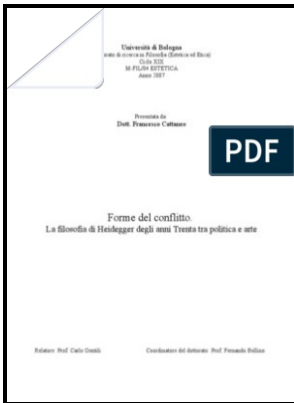 Università di Bologna
rato di ricerca in Filosofia (Estetica ed Etica)
Ciclo XIX
M-FIL/04 ESTETICA
Anno 2007
Presentata da
Dott. Francesco Cattaneo
PDF
Forme del conflitto.
La filosofia di Heidegger degli anni Trenta tra politica e arte
Relatore Prof. Carlo Gentili
Coordinatore del dottorato Prof. Fernando Bollino